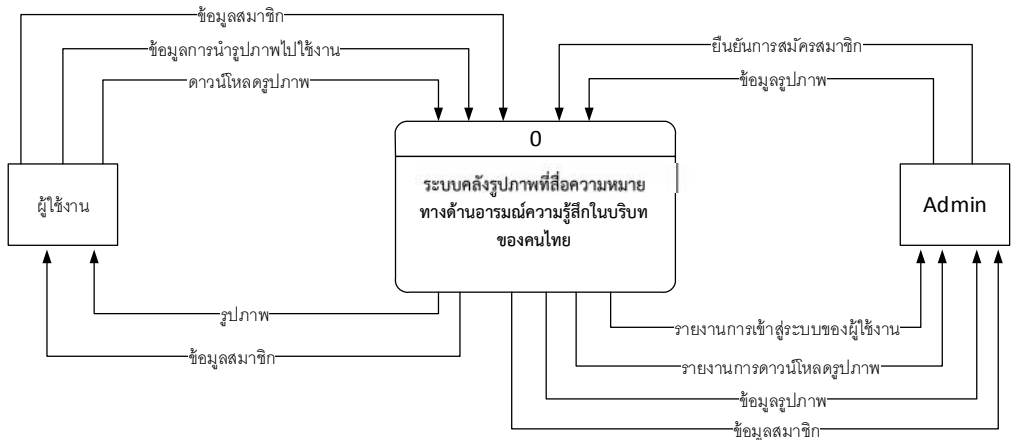 ข้อมูลสมาชิก
ข้อมูลการนำรูปภาพไปใช้งาน
ยืนยันการสมัครสมาชิก
ดาวน์โหลดรูปภาพ
ข้อมูลรูปภาพ
0
ระบบคลังรูปภาพที่สื่อความหมาย
ทางด้านอารมณ์ความรู้สึกในบริบท
ของคนไทย
ผู้ใช้งาน
Admin
รูปภาพ
รายงานการเข้าสู่ระบบของผู้ใช้งาน
ข้อมูลสมาชิก
รายงานการดาวน์โหลดรูปภาพ
ข้อมูลรูปภาพ
ข้อมูลสมาชิก